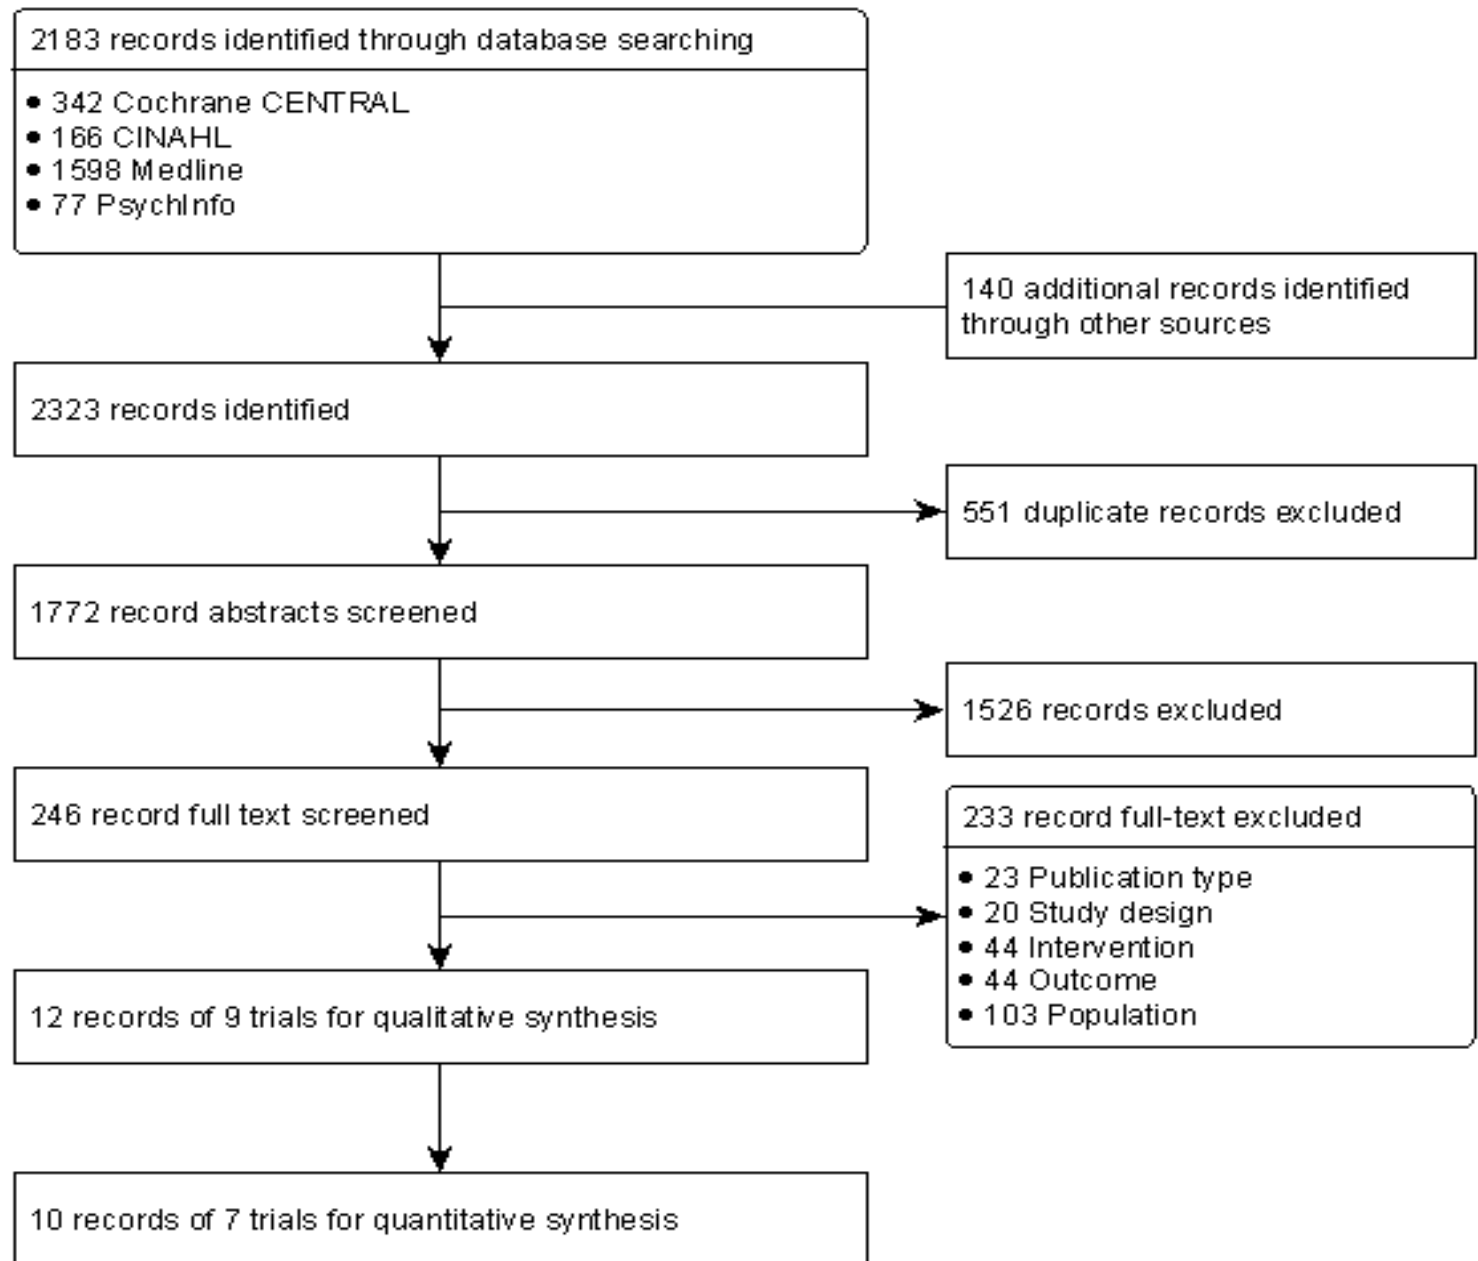 2183 records identified through database searching
• 342 Cochrane CENTRAL
• 166 CINAHL
• 1598 Medline
• 77 PsychInfo
140 additional records identified
through other sources
2323 records identified
551 duplicate records excluded
1772 record abstracts screened
1526 records excluded
246 record full text screened
233 record full-text excluded
• 23 Publication type
• 20 Study design
• 44 Intervention
• 44 Outcome
• 103 Population
12 records of 9 trials for qualitative synthesis
10 records of 7 trials for quantitative synthesis